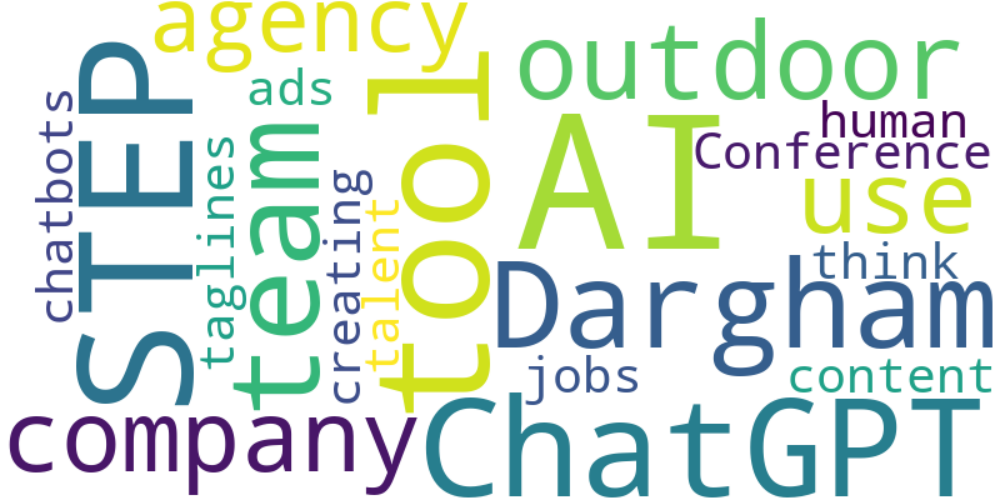 agency
outdoor
STEP
ads
tool
AI
human
Conference
chatbots
team
taglines
creating
talent
use
think
Dargham
jobs
content
company
ChatGPT